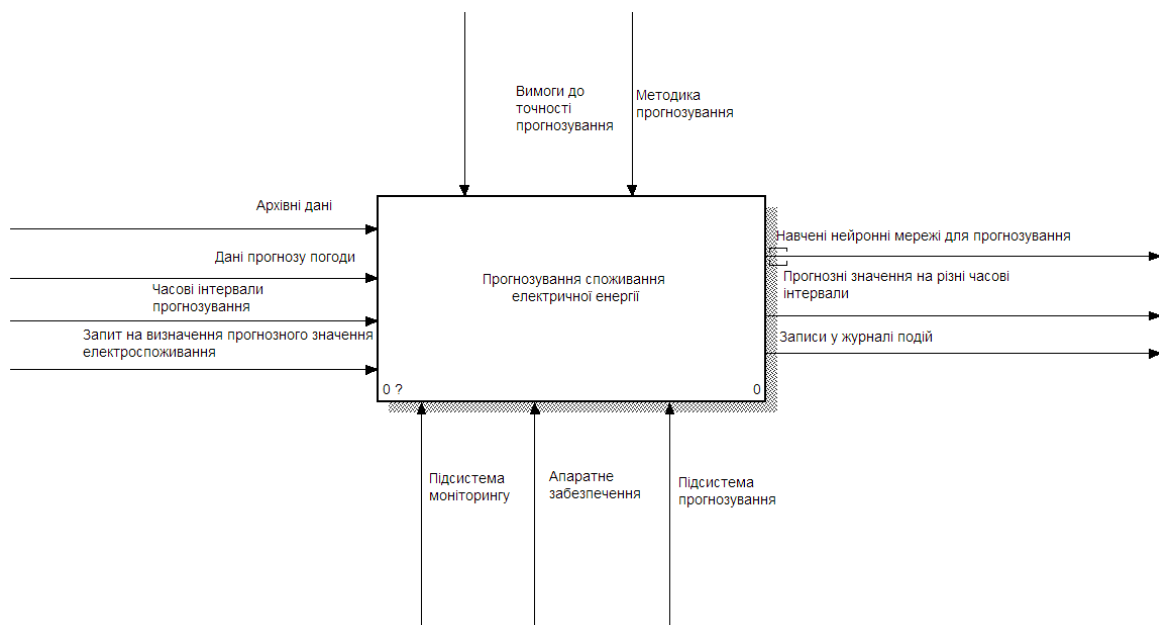 Вимоги до
точності
прогнозування
Методика
прогнозування
Архівні дані
Дані прогнозу погоди
Часові інтервали
прогнозування
Запит на визначення прогнозного значення
електроспоживання
Прогнозування споживання
електричної енергії
0 ?
0
Навчені нейронні мережі для прогнозування
Прогнозні значення на різні часові
інтервали
Записи у журналі подій
Підсистема
моніторингу
Апаратне
забезпечення
Підсистема
прогнозування